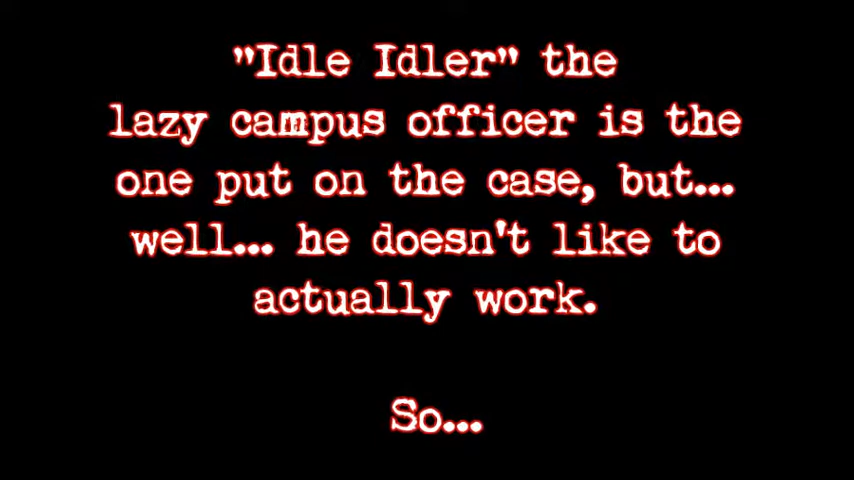 "Idle Idler" the
lazy campus officer is the
one put on the case, but...
well... he doesn't like to
actually work.
So...